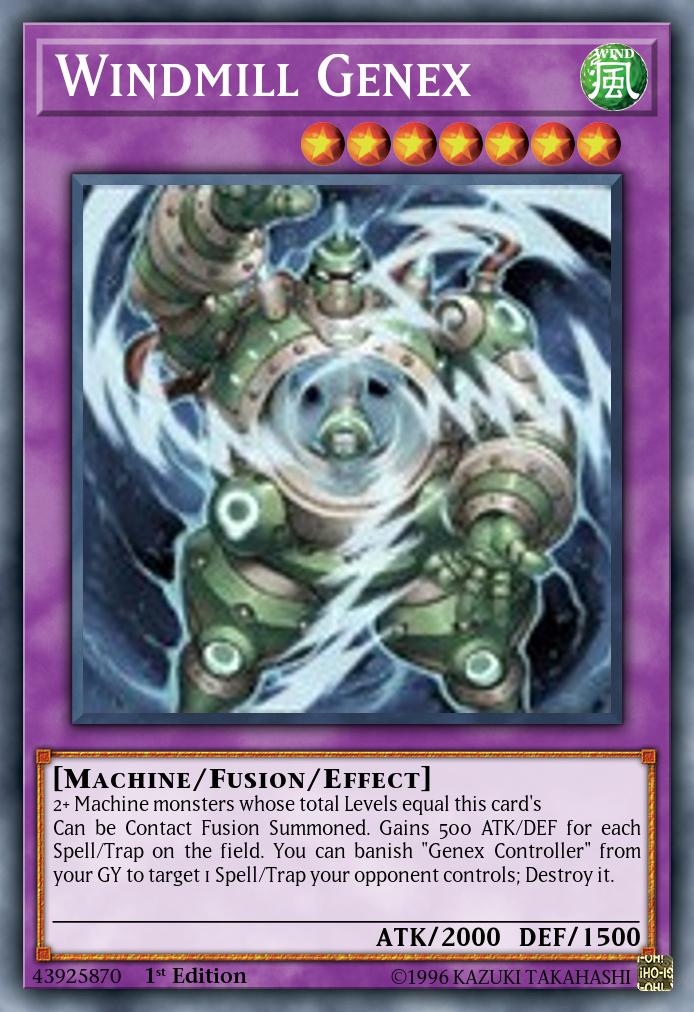 Windmill Genex
WIND
風
[Machine/Fusion/Effect]
2+ Machine monsters whose total Levels equal this card's
Can be Contact Fusion Summoned. Gains 500 ATK/DEF for each
Spell/Trap on the field. You can banish "Genex Controller" from
your GY to target 1 Spell/Trap your opponent controls; Destroy it.
ATK/2000 DEF/1500
43925870 1st Edition ©1996 KAZUKI TAKAHASHI